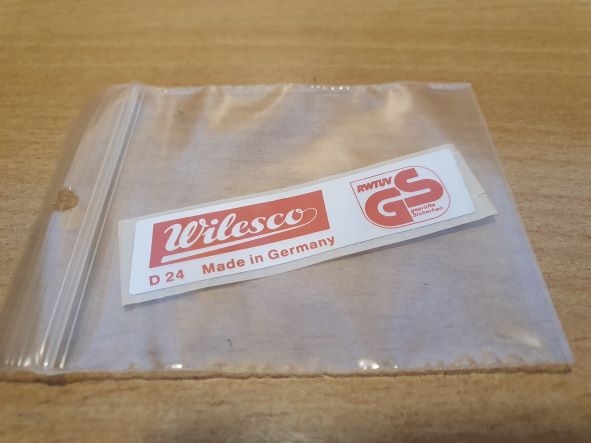 Wilesco
D 24 Made in Germany
RWTÜV
GS
geprüfte
Sicherheit